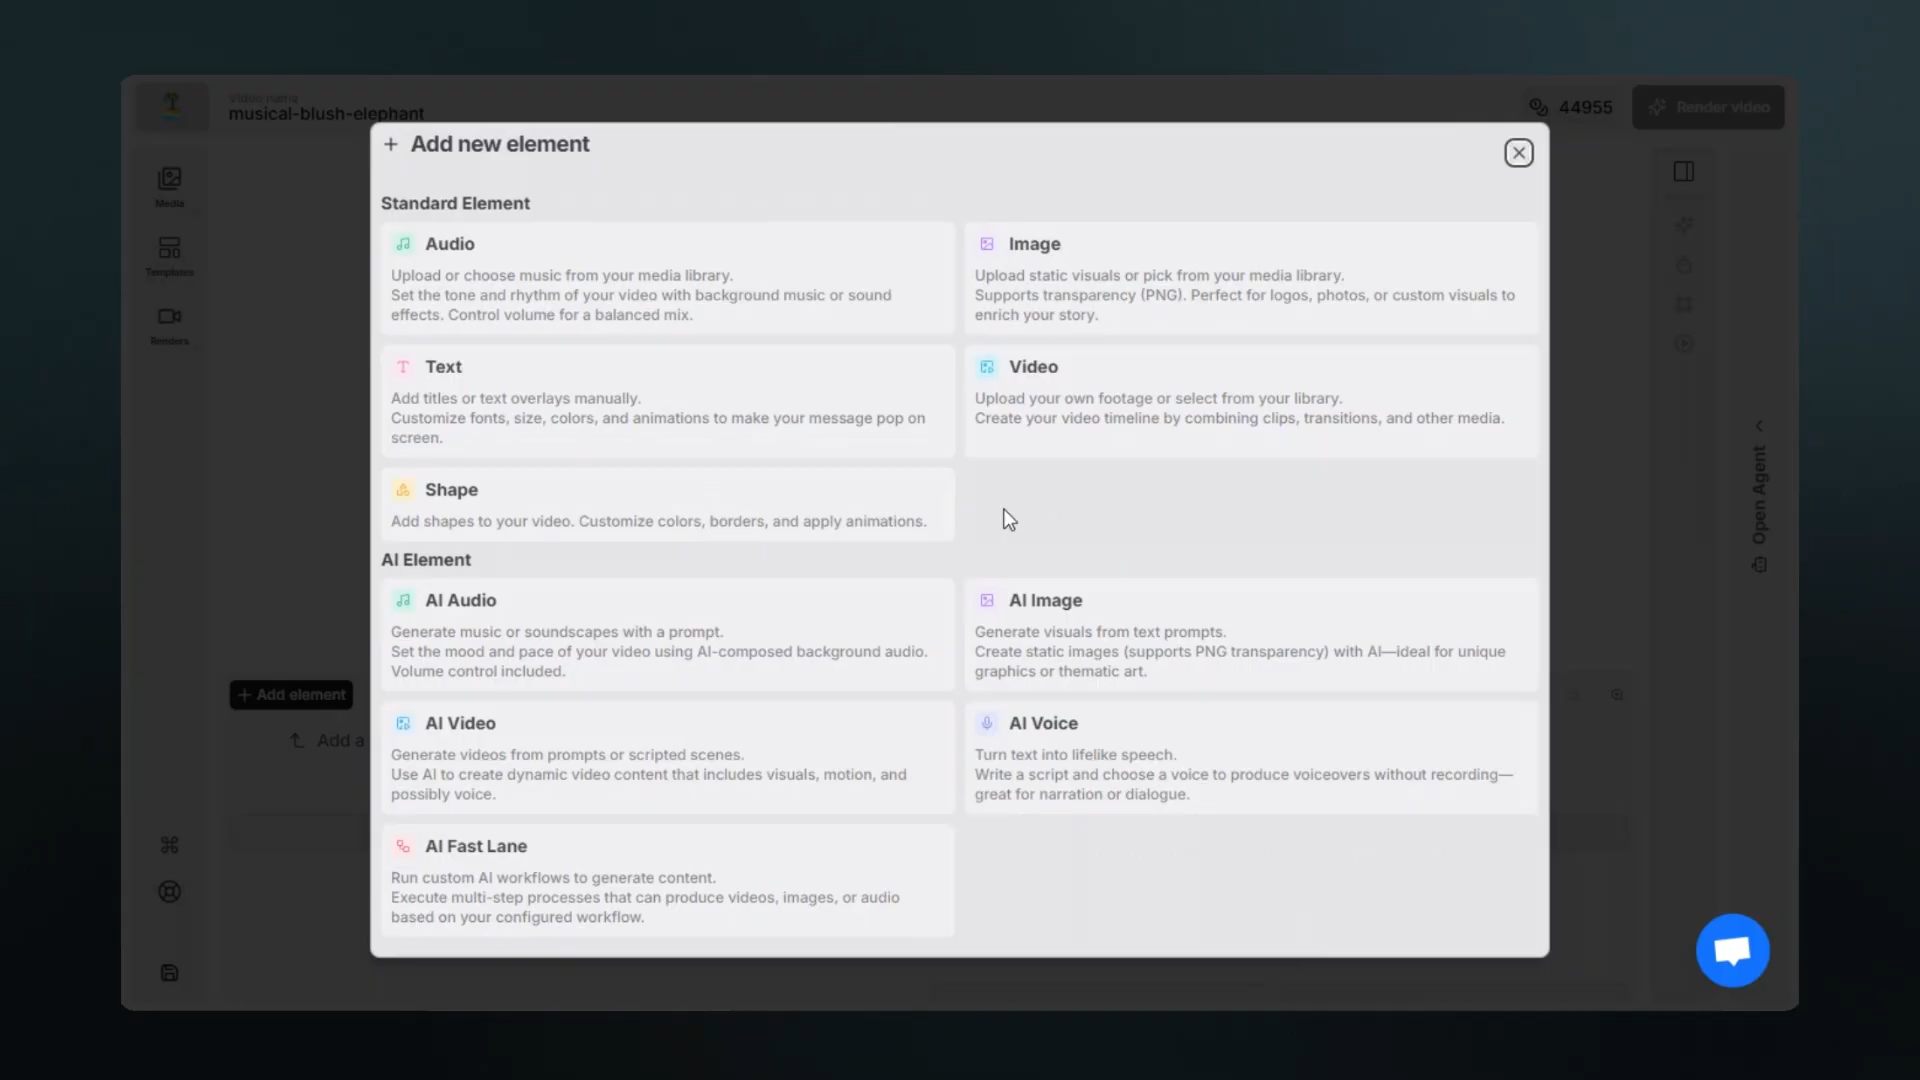 Video name
musical-blush-elephant
44955
Render video
+ Add new element
Standard Element
Audio
Upload or choose music from your media library.
Set the tone and rhythm of your video with background music or sound
effects. Control volume for a balanced mix.
Image
Upload static visuals or pick from your media library.
Supports transparency (PNG). Perfect for logos, photos, or custom visuals to
enrich your story.
Text
Add titles or text overlays manually.
Customize fonts, size, colors, and animations to make your message pop on
screen.
Video
Upload your own footage or select from your library.
Create your video timeline by combining clips, transitions, and other media.
Shape
Add shapes to your video. Customize colors, borders, and apply animations.
AI Element
AI Audio
Generate music or soundscapes with a prompt.
Set the mood and pace of your video using AI-composed background audio.
Volume control included.
AI Image
Generate visuals from text prompts.
Create static images (supports PNG transparency) with AI—ideal for unique
graphics or thematic art.
AI Video
Generate videos from prompts or scripted scenes.
Use AI to create dynamic video content that includes visuals, motion, and
possibly voice.
AI Voice
Turn text into lifelike speech.
Write a script and choose a voice to produce voiceovers without recording—
great for narration or dialogue.
AI Fast Lane
Run custom AI workflows to generate content.
Execute multi-step processes that can produce videos, images, or audio
based on your configured workflow.
Media
Templates
Renders
+ Add element
Add a
Open Agent